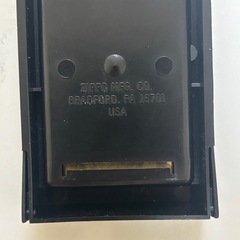 ZIPPO MFG. CO.
BRADFORD, PA 16701
USA